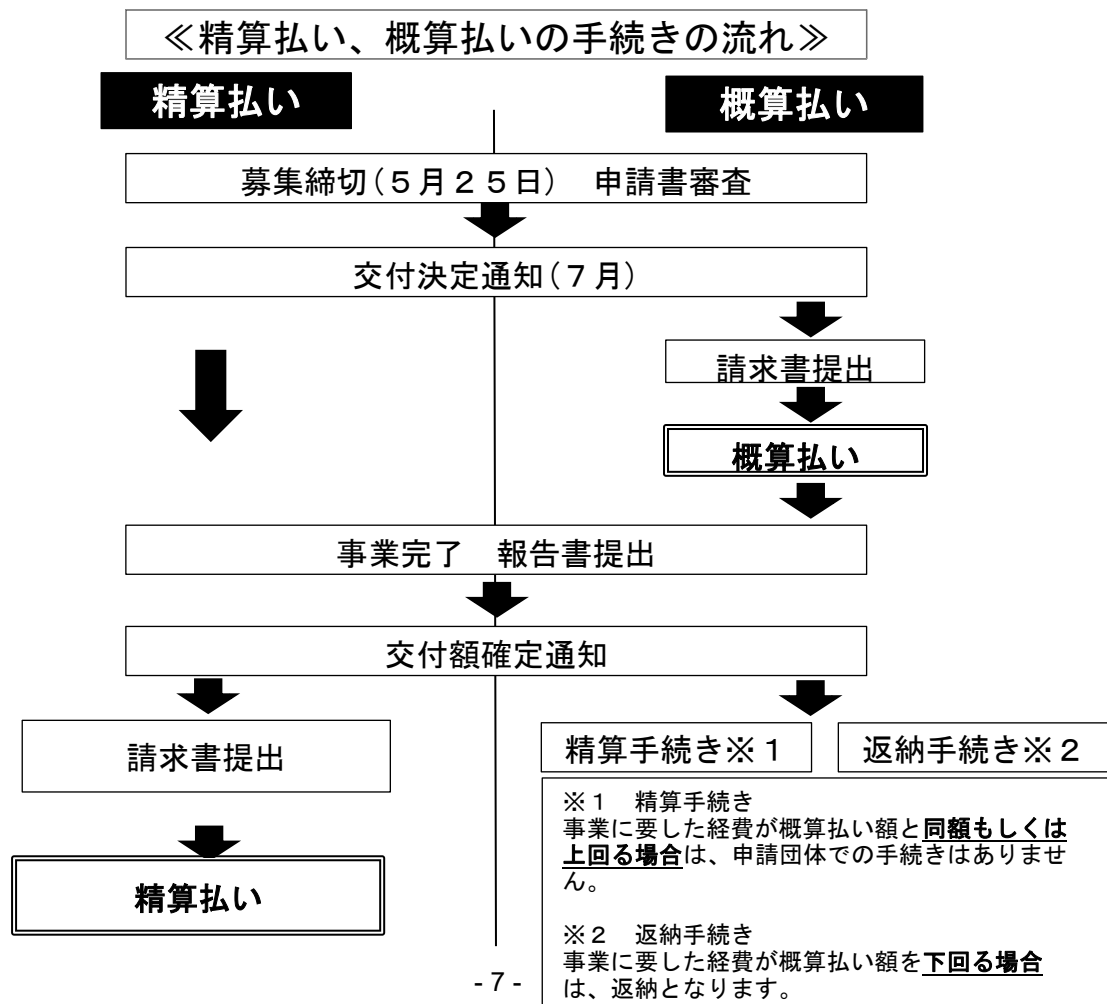 ≪精算払い、概算払いの手続きの流れ≫
精算払い
概算払い
募集締切(５月２５日)　申請書審査
交付決定通知(７月)
請求書提出
概算払い
事業完了　報告書提出
交付額確定通知
請求書提出
精算払い
精算手続き※１
返納手続き※２
※１　精算手続き
事業に要した経費が概算払い額と同額もしくは
上回る場合は、申請団体での手続きはありませ
ん。
※２　返納手続き
事業に要した経費が概算払い額を下回る場合
は、返納となります。
- 7 -